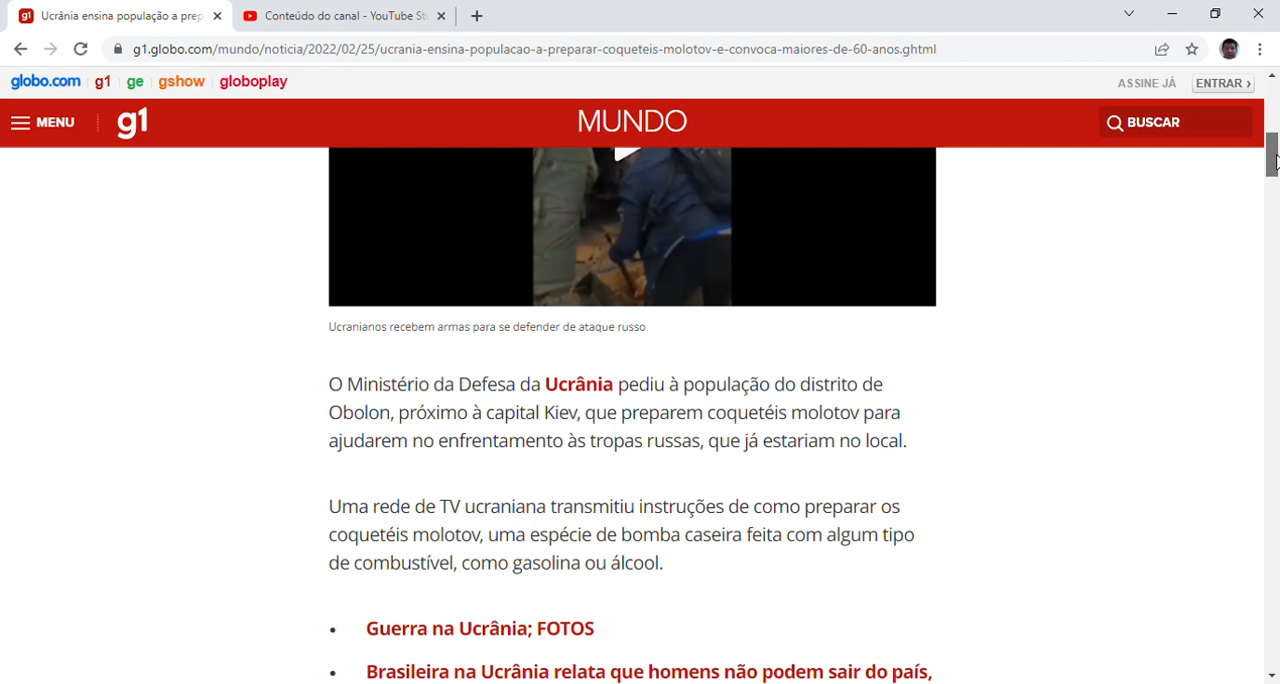 g1 Ucrânia ensina população a prep
Conteúdo do canal - YouTube St
g1.globo.com/mundo/noticia/2022/02/25/ucrania-ensina-populacao-a-preparar-coqueteis-molotov-e-convoca-maiores-de-60-anos.ghtml
globo.com g1 ge gshow globoplay ASSINE JÁ ENTRAR ›
MENU g1 MUNDO BUSCAR
Ucranianos recebem armas para se defender de ataque russo
O Ministério da Defesa da Ucrânia pediu à população do distrito de
Obolon, próximo à capital Kiev, que preparem coquetéis molotov para
ajudarem no enfrentamento às tropas russas, que já estariam no local.
Uma rede de TV ucraniana transmitiu instruções de como preparar os
coquetéis molotov, uma espécie de bomba caseira feita com algum tipo
de combustível, como gasolina ou álcool.
• Guerra na Ucrânia; FOTOS
• Brasileira na Ucrânia relata que homens não podem sair do país,